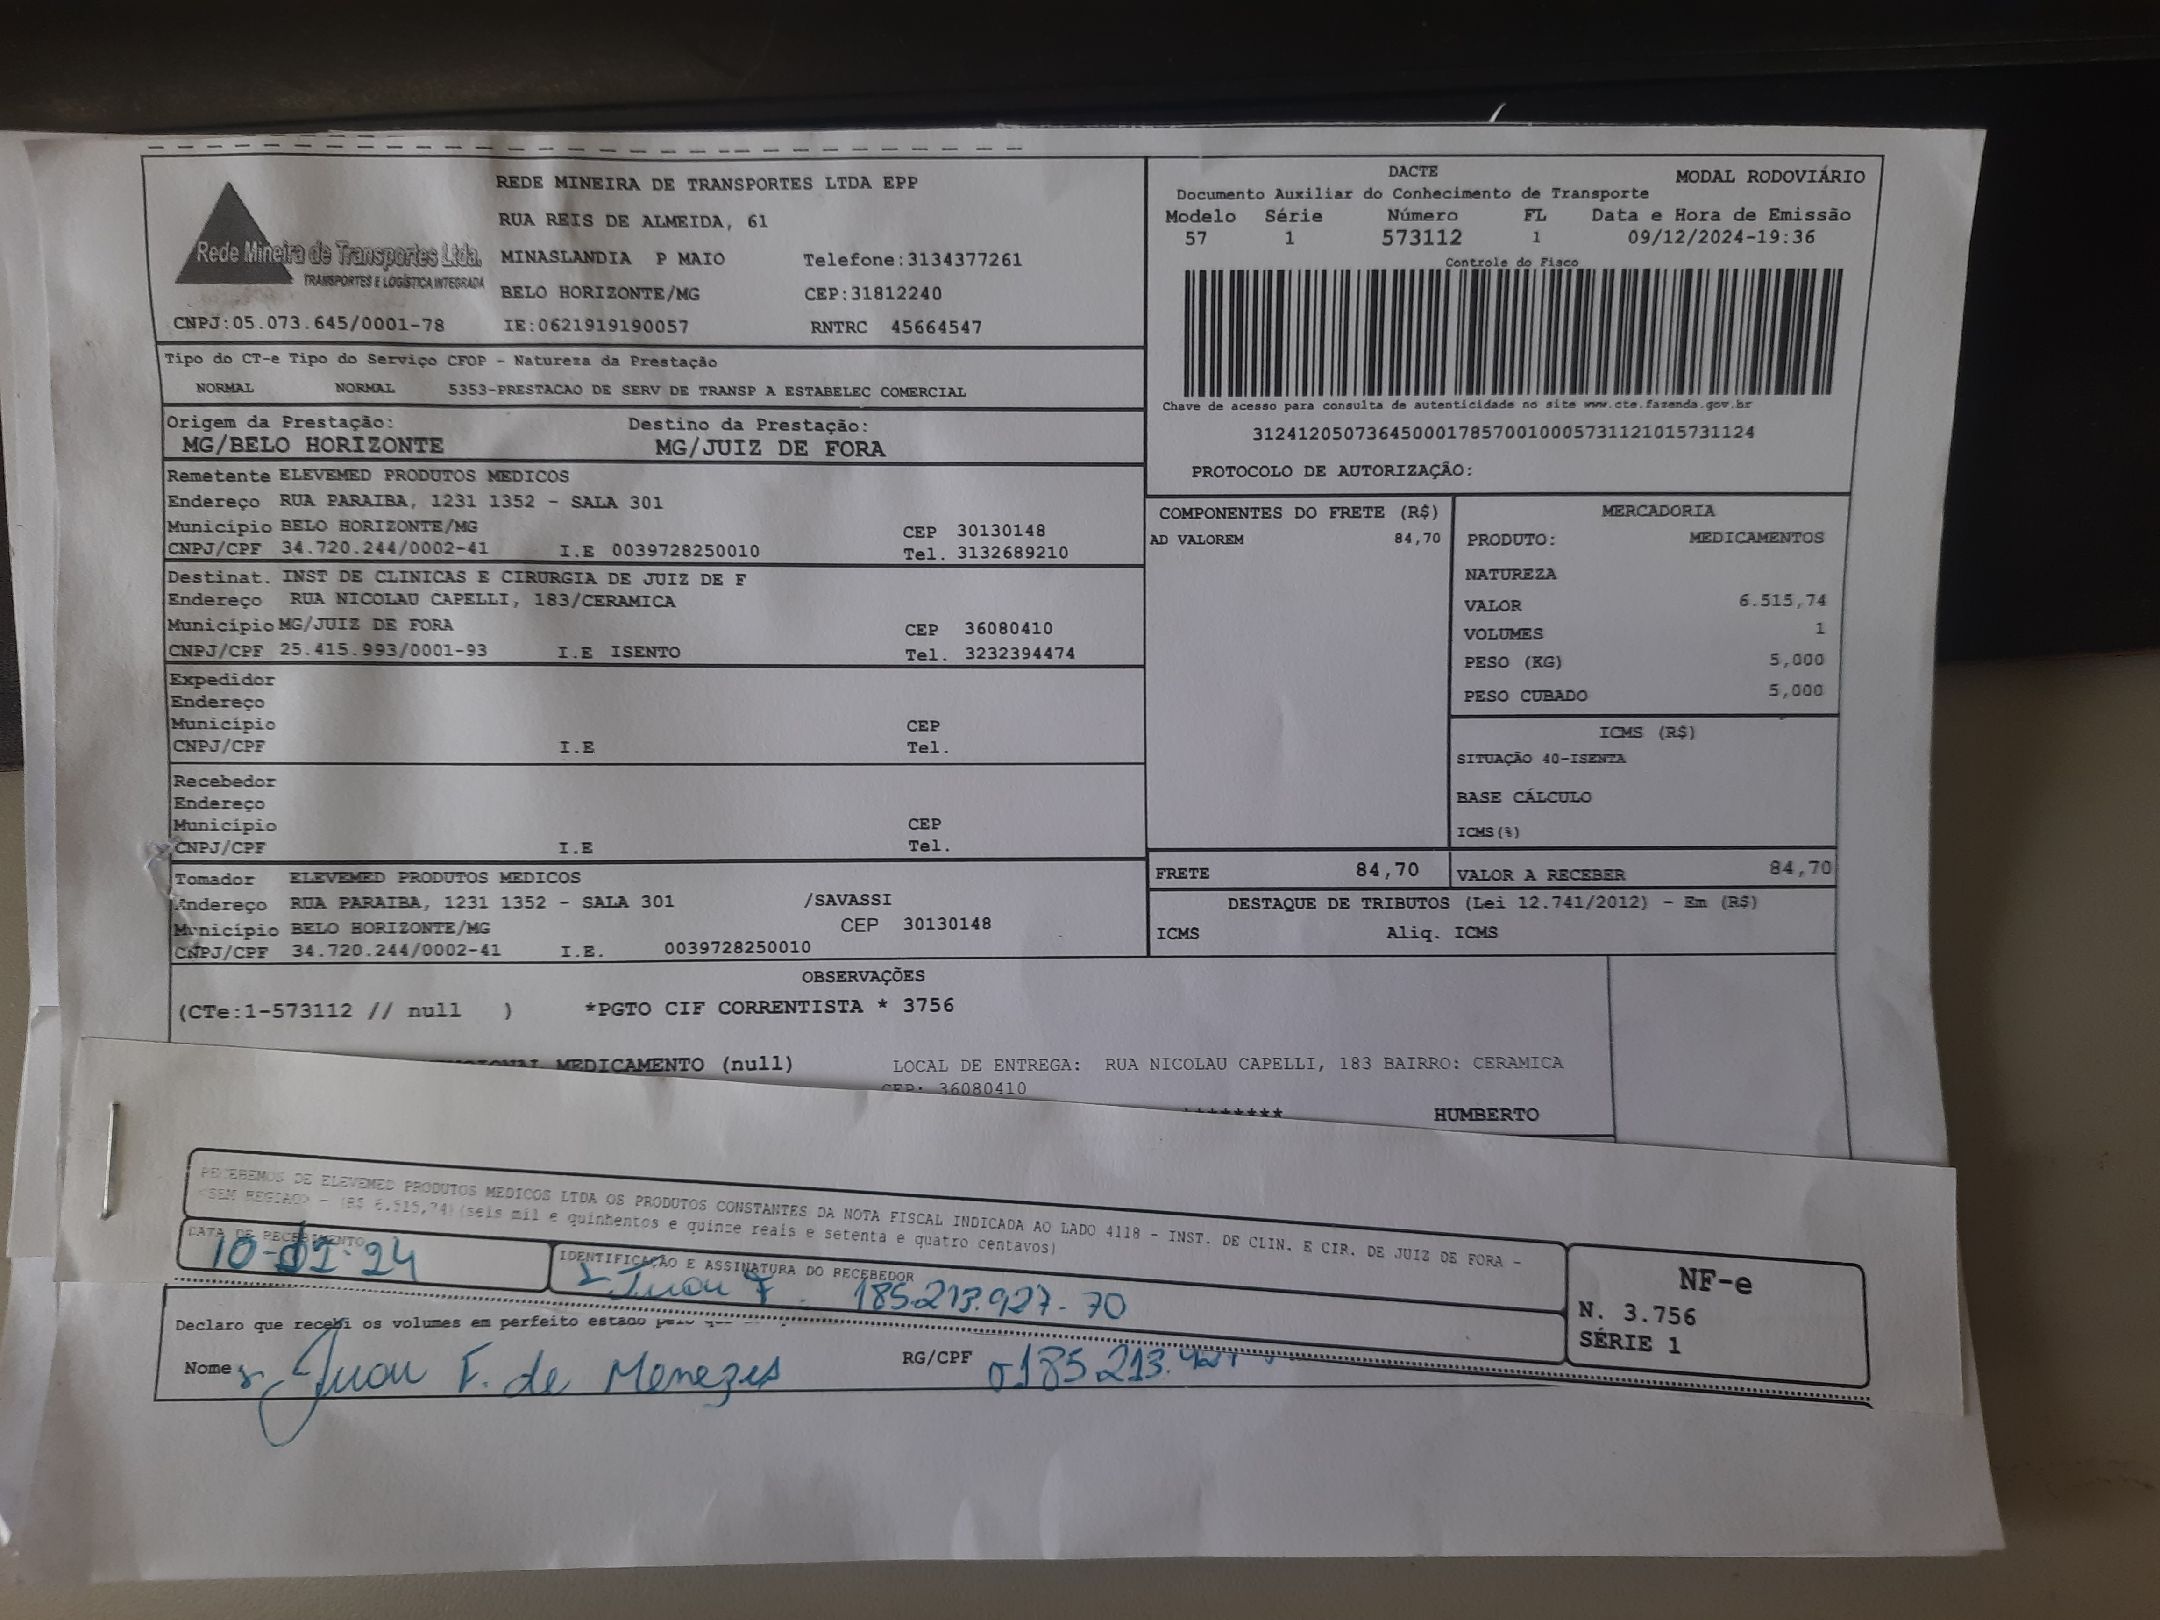 REDE MINEIRA DE TRANSPORTES LTDA EPP
RUA REIS DE ALMEIDA, 61
Rede Mineira de Transportes Ltda.
TRANSPORTES E LOGÍSTICA INTEGRADA
MINASLANDIA P MAIO Telefone:3134377261
BELO HORIZONTE/MG CEP:31812240
CNPJ:05.073.645/0001-78 IE:0621919190057 RNTRC 45664547
DACTE MODAL RODOVIÁRIO
Documento Auxiliar do Conhecimento de Transporte
Modelo Série Número FL Data e Hora de Emissão
57 1 573112 1 09/12/2024-19:36
Controle do Fisco
Chave de acesso para consulta de autenticidade no site www.cte.fazenda.gov.br
31241205073645000178570010005731121015731124
PROTOCOLO DE AUTORIZAÇÃO:
Tipo do CT-e Tipo do Serviço CFOP - Natureza da Prestação
NORMAL NORMAL 5353-PRESTACAO DE SERV DE TRANSP A ESTABELEC COMERCIAL
Origem da Prestação: Destino da Prestação:
MG/BELO HORIZONTE MG/JUIZ DE FORA
Remetente ELEVEMED PRODUTOS MEDICOS
Endereço RUA PARAIBA, 1231 1352 - SALA 301
Município BELO HORIZONTE/MG CEP 30130148
CNPJ/CPF 34.720.244/0002-41 I.E 0039728250010 Tel. 3132689210
Destinat. INST DE CLINICAS E CIRURGIA DE JUIZ DE F
Endereço RUA NICOLAU CAPELLI, 183/CERAMICA
Município MG/JUIZ DE FORA CEP 36080410
CNPJ/CPF 25.415.993/0001-93 I.E ISENTO Tel. 3232394474
Expedidor
Endereço
Município CEP
CNPJ/CPF I.E Tel.
Recebedor
Endereço
Município CEP
CNPJ/CPF I.E Tel.
Tomador ELEVEMED PRODUTOS MEDICOS
Endereço RUA PARAIBA, 1231 1352 - SALA 301 /SAVASSI
Município BELO HORIZONTE/MG CEP 30130148
CNPJ/CPF 34.720.244/0002-41 I.E. 0039728250010
COMPONENTES DO FRETE (R$)
AD VALOREM 84,70
MERCADORIA
PRODUTO: MEDICAMENTOS
NATUREZA
VALOR 6.515,74
VOLUMES 1
PESO (KG) 5,000
PESO CUBADO 5,000
ICMS (R$)
SITUAÇÃO 40-ISENTA
BASE CÁLCULO
ICMS(%)
FRETE 84,70 VALOR A RECEBER 84,70
DESTAQUE DE TRIBUTOS (Lei 12.741/2012) - Em (R$)
ICMS Aliq. ICMS
OBSERVAÇÕES
(CTe:1-573112 // null ) *PGTO CIF CORRENTISTA * 3756
MEDICAMENTO (null) LOCAL DE ENTREGA: RUA NICOLAU CAPELLI, 183 BAIRRO: CERAMICA
CEP: 36080410
******** HUMBERTO
RECEBEMOS DE ELEVEMED PRODUTOS MEDICOS LTDA OS PRODUTOS CONSTANTES DA NOTA FISCAL INDICADA AO LADO 4118 - INST. DE CLIN. E CIR. DE JUIZ DE FORA -
<SEM REGIAO> - (R$ 6.515,74)(seis mil e quinhentos e quinze reais e setenta e quatro centavos)
DATA DE RECEBIMENTO IDENTIFICAÇÃO E ASSINATURA DO RECEBEDOR
Juou F. 185.213.927-70
NF-e
N. 3.756
SÉRIE 1
Declaro que recebi os volumes em perfeito estado
Nome Juou F. de Menezes RG/CPF 185.213.